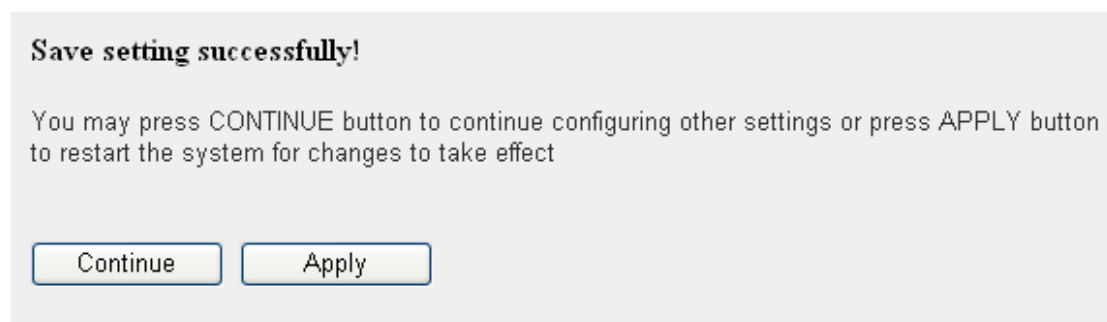 Save setting successfully!
You may press CONTINUE button to continue configuring other settings or press APPLY button
to restart the system for changes to take effect
Continue
Apply